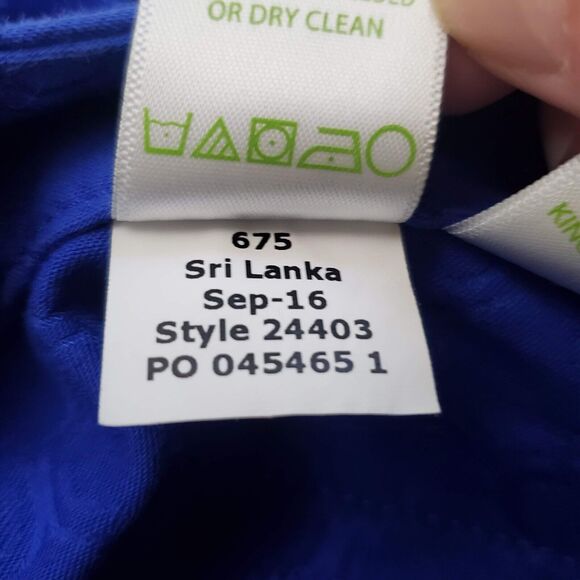 OR DRY CLEAN
675
Sri Lanka
Sep-16
Style 24403
PO 045465 1